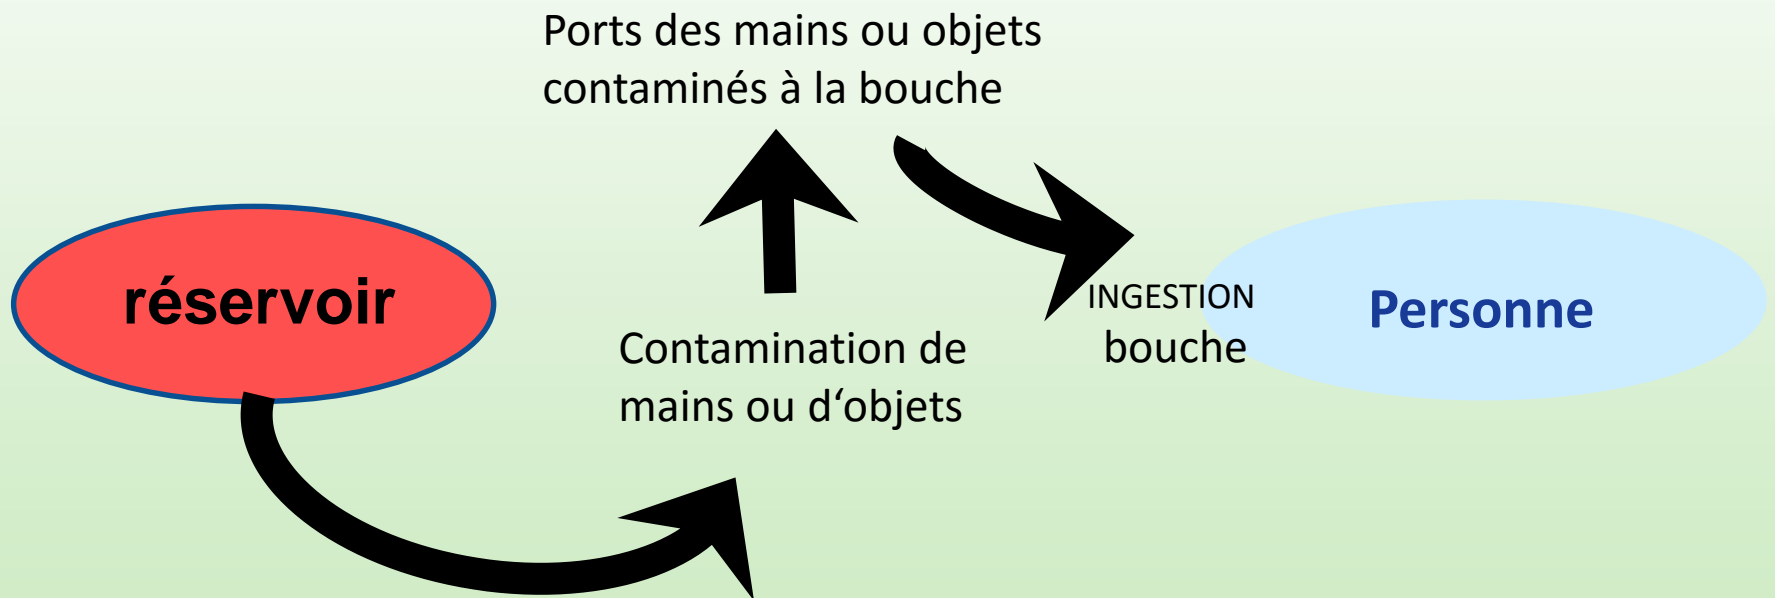 Ports des mains ou objets
contaminés à la bouche
réservoir
Contamination de
mains ou d‘objets
INGESTION
bouche
Personne